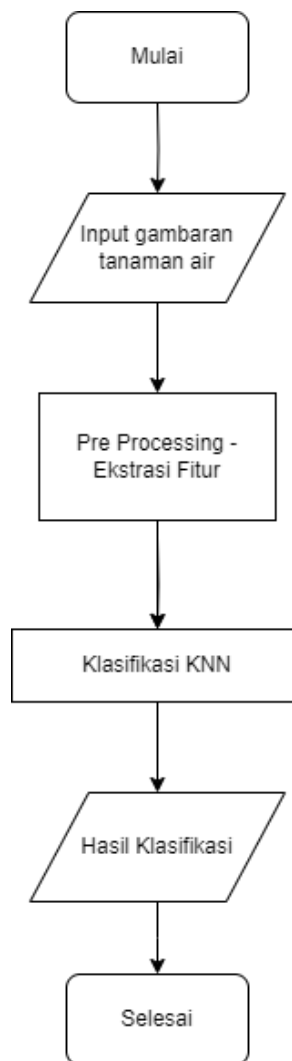 Mulai
Input gambaran
tanaman air
Pre Processing -
Ekstrasi Fitur
Klasifikasi KNN
Hasil Klasifikasi
Selesai